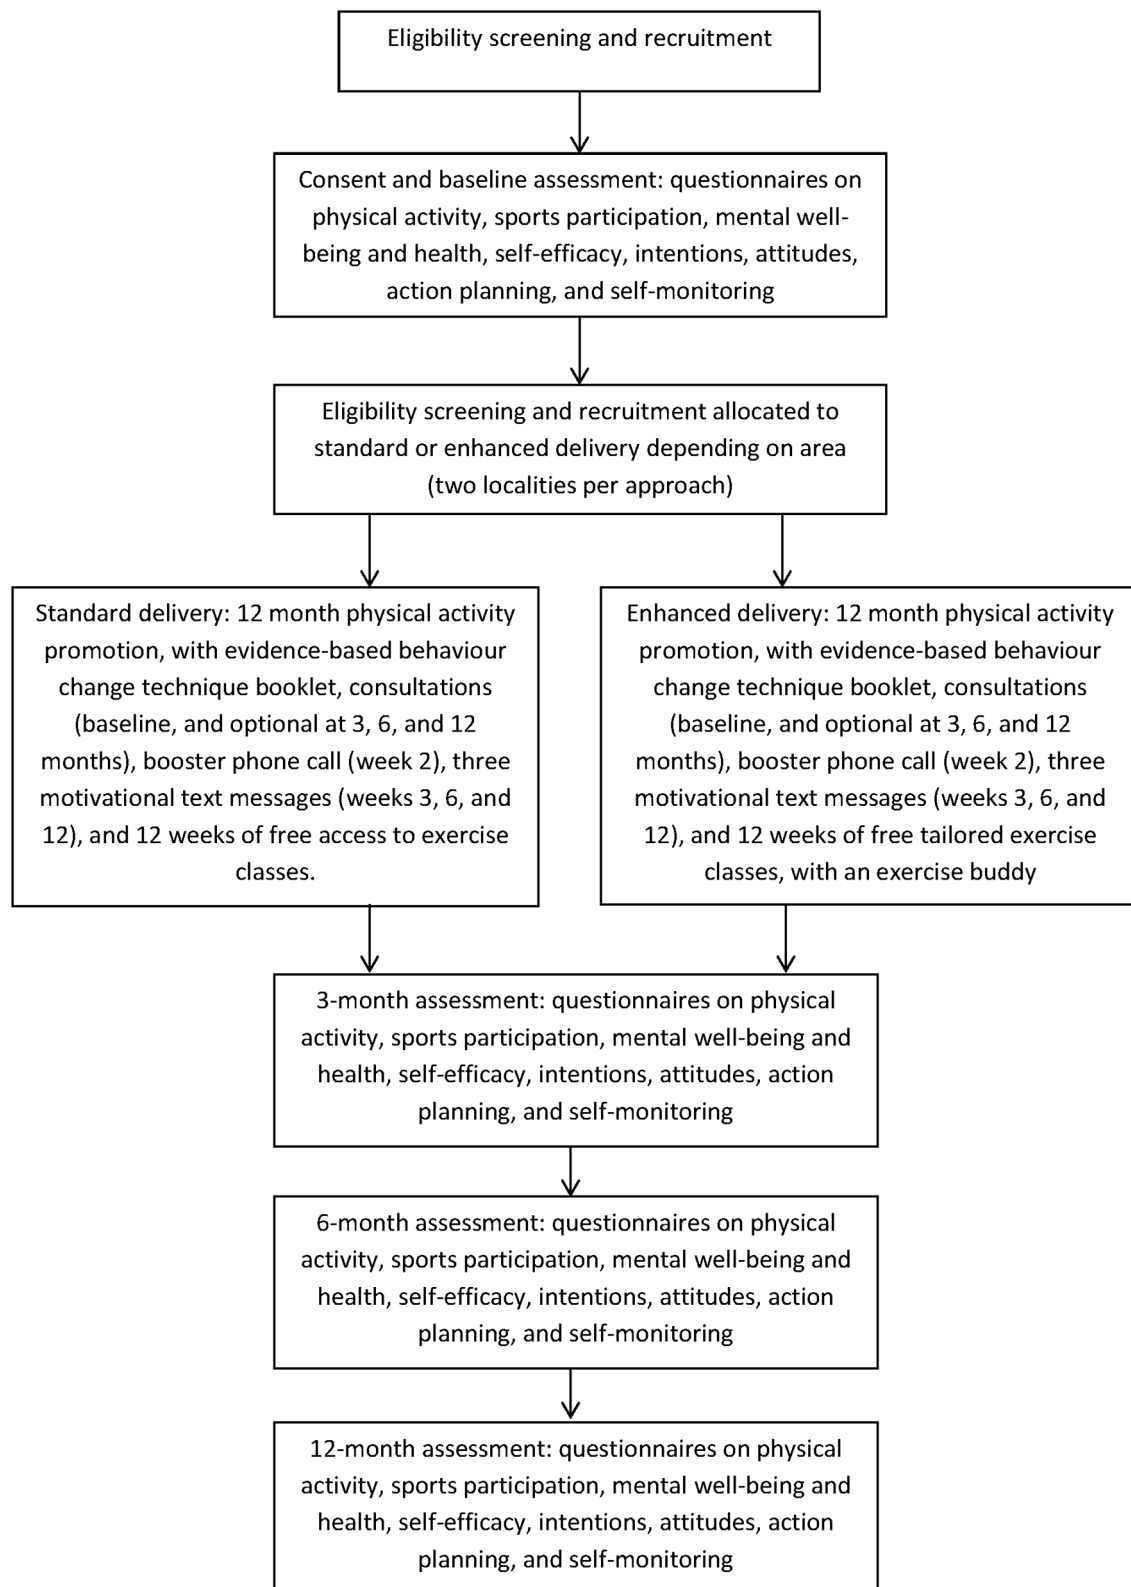 Eligibility screening and recruitment
Consent and baseline assessment: questionnaires on
physical activity, sports participation, mental well-
being and health, self-efficacy, intentions, attitudes,
action planning, and self-monitoring
Eligibility screening and recruitment allocated to
standard or enhanced delivery depending on area
(two localities per approach)
Standard delivery: 12 month physical activity
promotion, with evidence-based behaviour
change technique booklet, consultations
(baseline, and optional at 3, 6, and 12
months), booster phone call (week 2), three
motivational text messages (weeks 3, 6, and
12), and 12 weeks of free access to exercise
classes.
Enhanced delivery: 12 month physical activity
promotion, with evidence-based behaviour
change technique booklet, consultations
(baseline, and optional at 3, 6, and 12
months), booster phone call (week 2), three
motivational text messages (weeks 3, 6, and
12), and 12 weeks of free tailored exercise
classes, with an exercise buddy
3-month assessment: questionnaires on physical
activity, sports participation, mental well-being and
health, self-efficacy, intentions, attitudes, action
planning, and self-monitoring
6-month assessment: questionnaires on physical
activity, sports participation, mental well-being and
health, self-efficacy, intentions, attitudes, action
planning, and self-monitoring
12-month assessment: questionnaires on physical
activity, sports participation, mental well-being and
health, self-efficacy, intentions, attitudes, action
planning, and self-monitoring